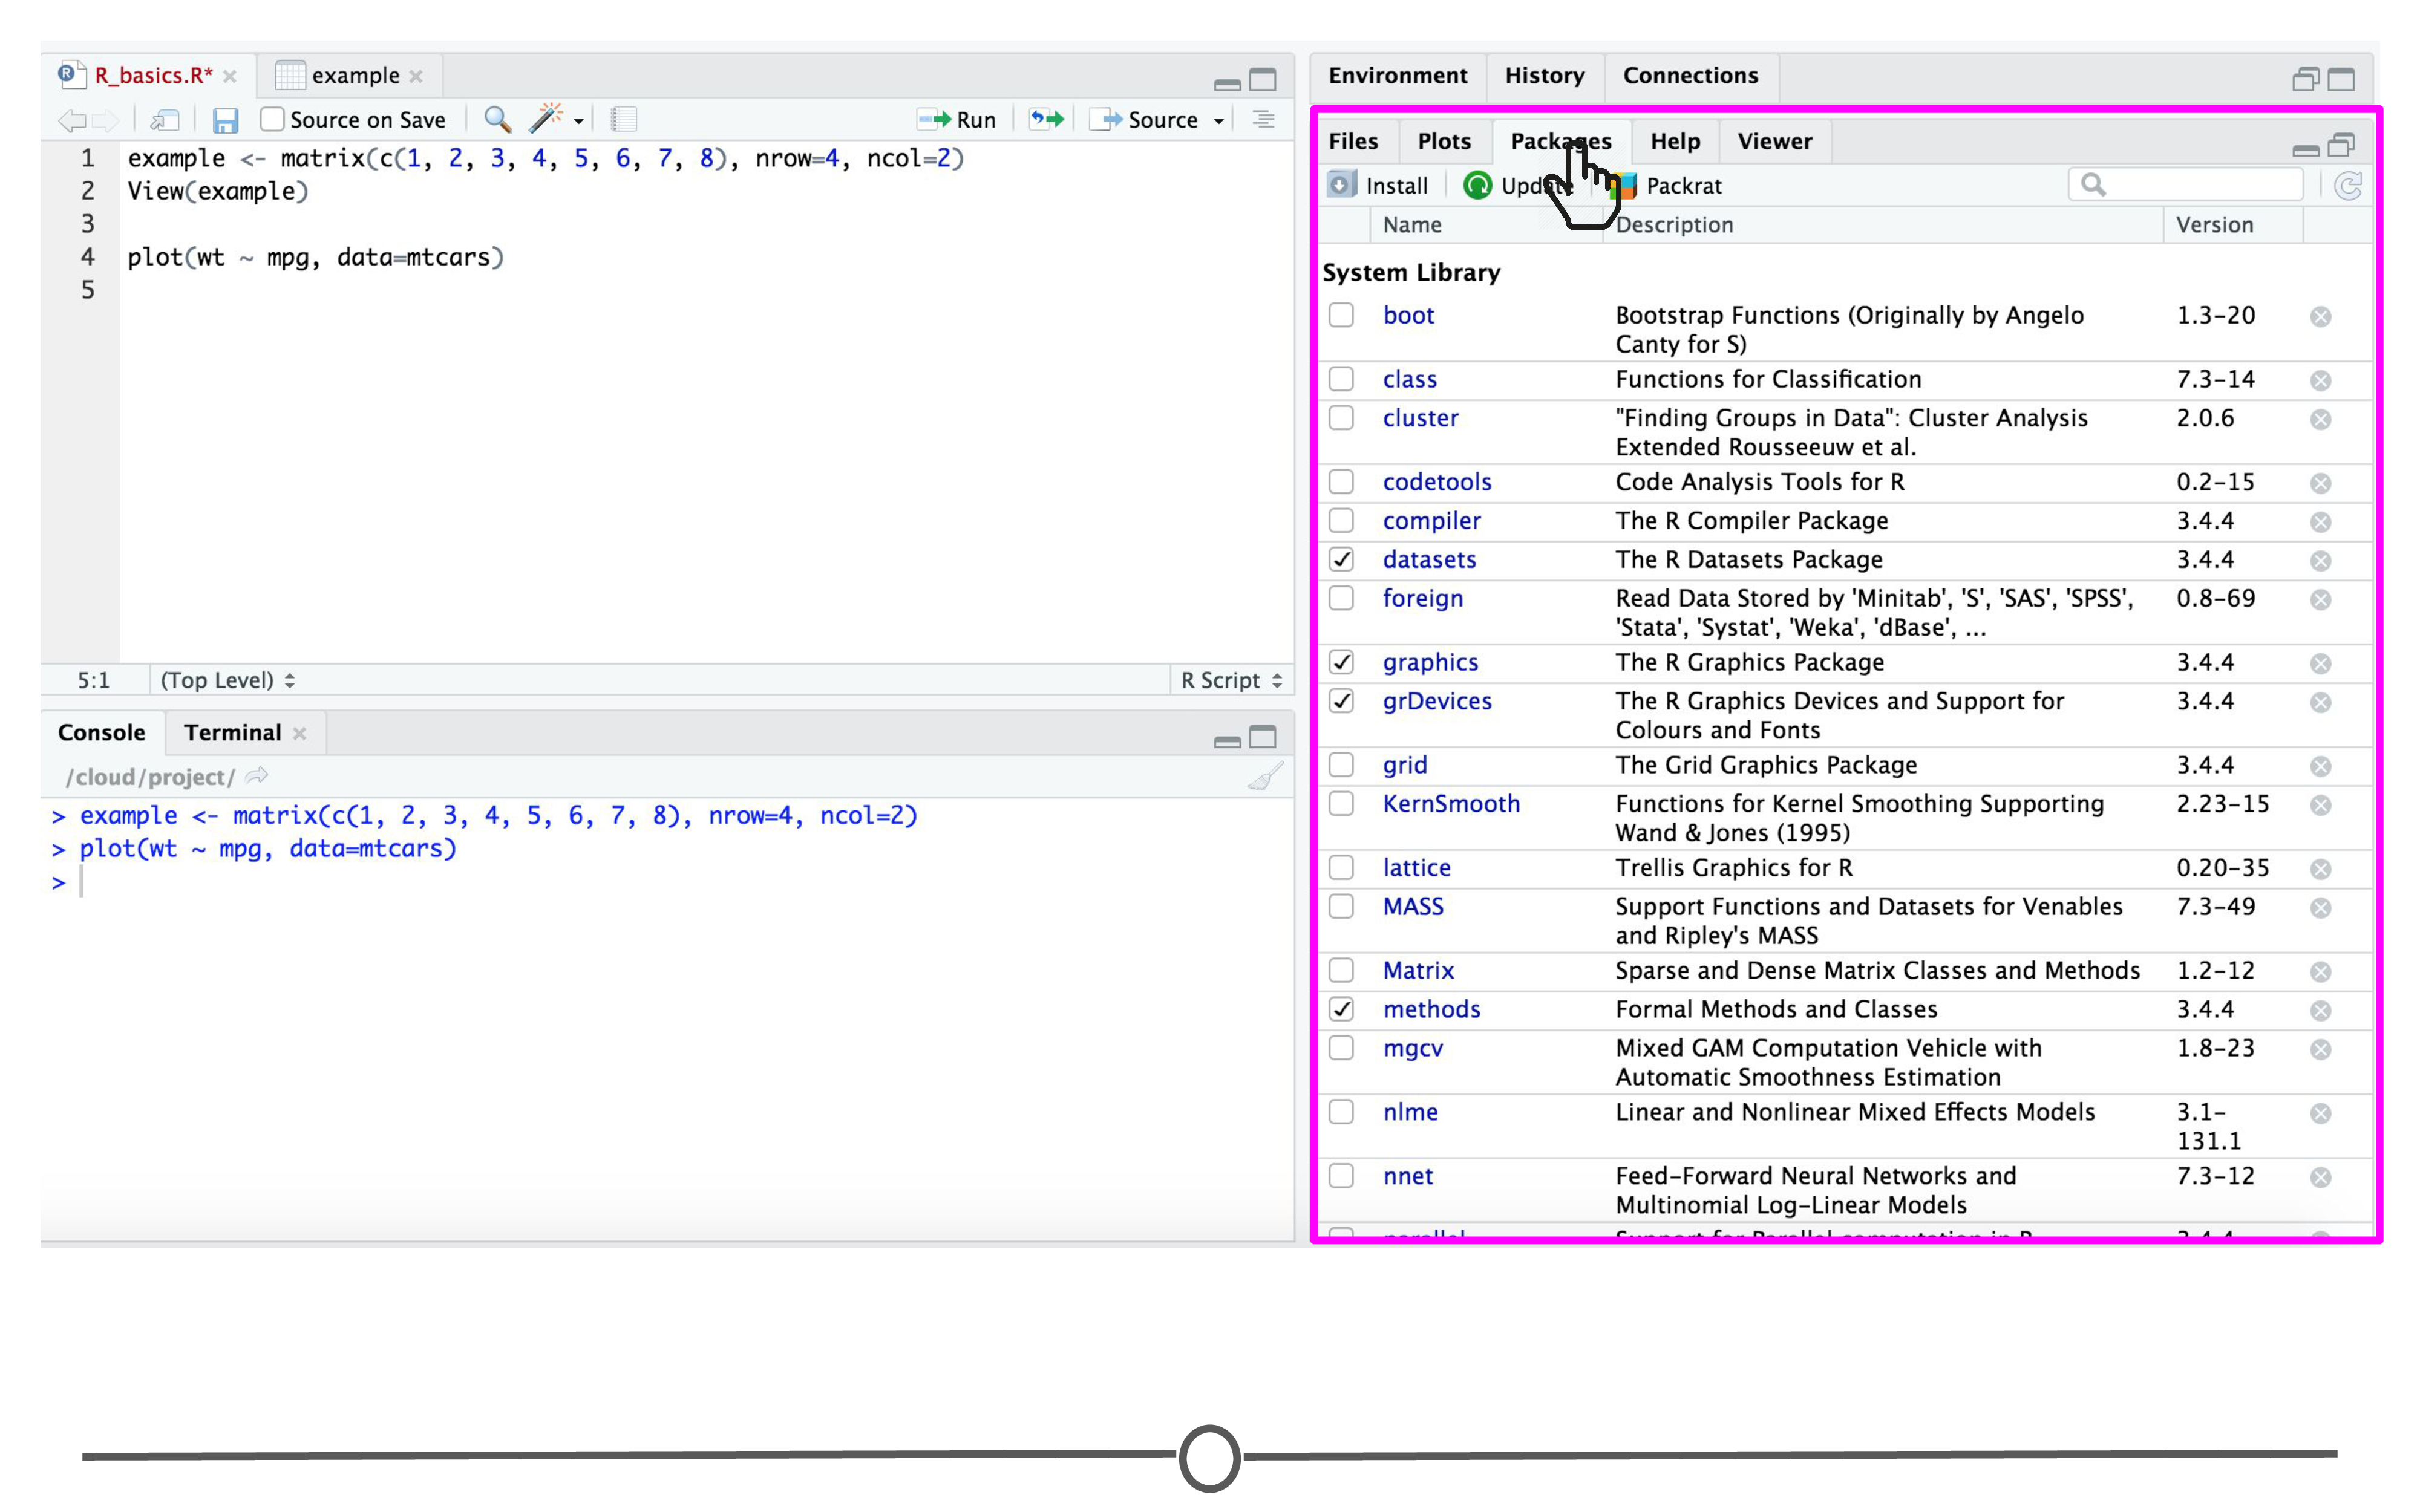 R_basics.R*
example
Source on Save
Run
Source
1 example <- matrix(c(1, 2, 3, 4, 5, 6, 7, 8), nrow=4, ncol=2)
2 View(example)
3
4 plot(wt ~ mpg, data=mtcars)
5
5:1 (Top Level) R Script
Console Terminal
/cloud/project/
> example <- matrix(c(1, 2, 3, 4, 5, 6, 7, 8), nrow=4, ncol=2)
> plot(wt ~ mpg, data=mtcars)
>
Environment History Connections
Files Plots Packages Help Viewer
Install Update Packrat
Name Description Version
System Library
boot Bootstrap Functions (Originally by Angelo 1.3-20
Canty for S)
class Functions for Classification 7.3-14
cluster "Finding Groups in Data": Cluster Analysis 2.0.6
Extended Rousseeuw et al.
codetools Code Analysis Tools for R 0.2-15
compiler The R Compiler Package 3.4.4
datasets The R Datasets Package 3.4.4
foreign Read Data Stored by 'Minitab', 'S', 'SAS', 'SPSS', 0.8-69
'Stata', 'Systat', 'Weka', 'dBase', ...
graphics The R Graphics Package 3.4.4
grDevices The R Graphics Devices and Support for 3.4.4
Colours and Fonts
grid The Grid Graphics Package 3.4.4
KernSmooth Functions for Kernel Smoothing Supporting 2.23-15
Wand & Jones (1995)
lattice Trellis Graphics for R 0.20-35
MASS Support Functions and Datasets for Venables 7.3-49
and Ripley's MASS
Matrix Sparse and Dense Matrix Classes and Methods 1.2-12
methods Formal Methods and Classes 3.4.4
mgcv Mixed GAM Computation Vehicle with 1.8-23
Automatic Smoothness Estimation
nlme Linear and Nonlinear Mixed Effects Models 3.1-
131.1
nnet Feed-Forward Neural Networks and 7.3-12
Multinomial Log-Linear Models
parallel Support for Parallel computation in R 3.4.4